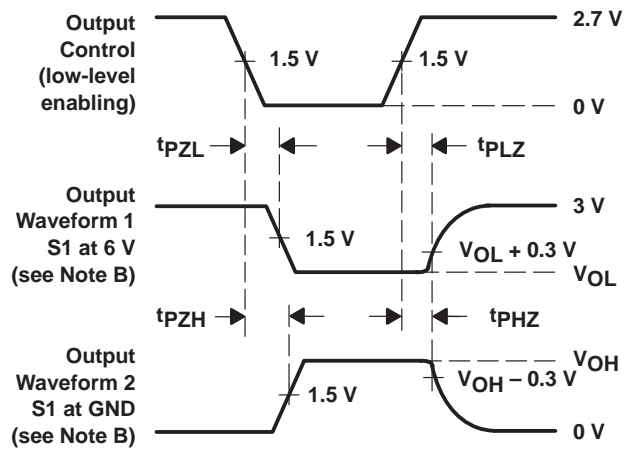 Output
Control
(low-level
enabling)
2.7 V
1.5 V
1.5 V
0 V
tPZL
tPLZ
Output
Waveform 1
S1 at 6 V
(see Note B)
3 V
1.5 V
VOL + 0.3 V
VOL
tPZH
tPHZ
Output
Waveform 2
S1 at GND
(see Note B)
VOH
1.5 V
VOH – 0.3 V
0 V